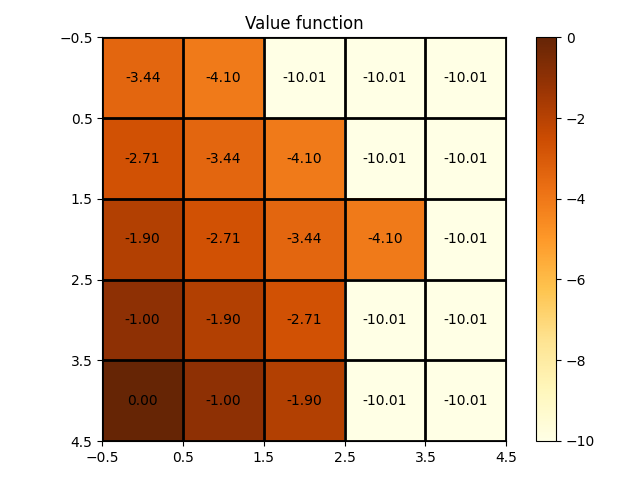 Value function
−0.5 0
-3.44 -4.10 -10.01 -10.01 -10.01
0.5
−2
-2.71 -3.44 -4.10 -10.01 -10.01
1.5
−4
-1.90 -2.71 -3.44 -4.10 -10.01
2.5
−6
-1.00 -1.90 -2.71 -10.01 -10.01
3.5
−8
0.00 -1.00 -1.90 -10.01 -10.01
4.5 −10
−0.5 0.5 1.5 2.5 3.5 4.5